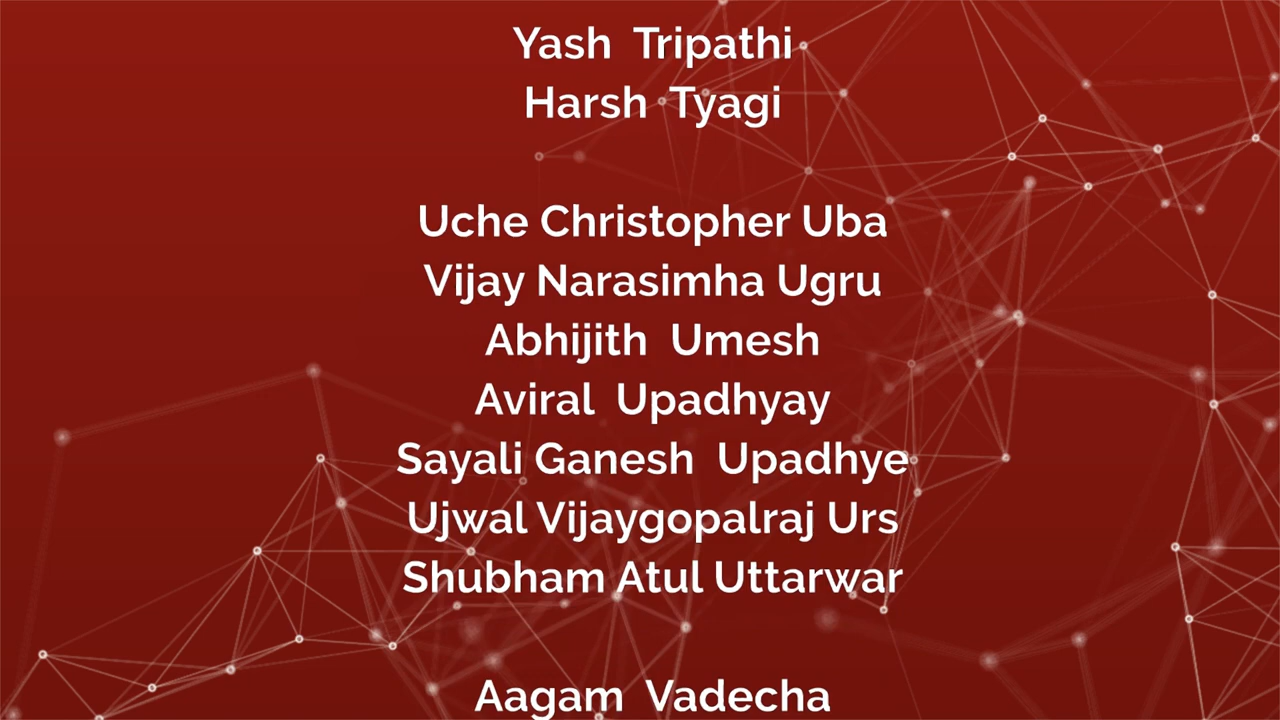 Yash Tripathi
Harsh Tyagi
Uche Christopher Uba
Vijay Narasimha Ugru
Abhijith Umesh
Aviral Upadhyay
Sayali Ganesh Upadhye
Ujwal Vijaygopalraj Urs
Shubham Atul Uttarwar
Aagam Vadecha